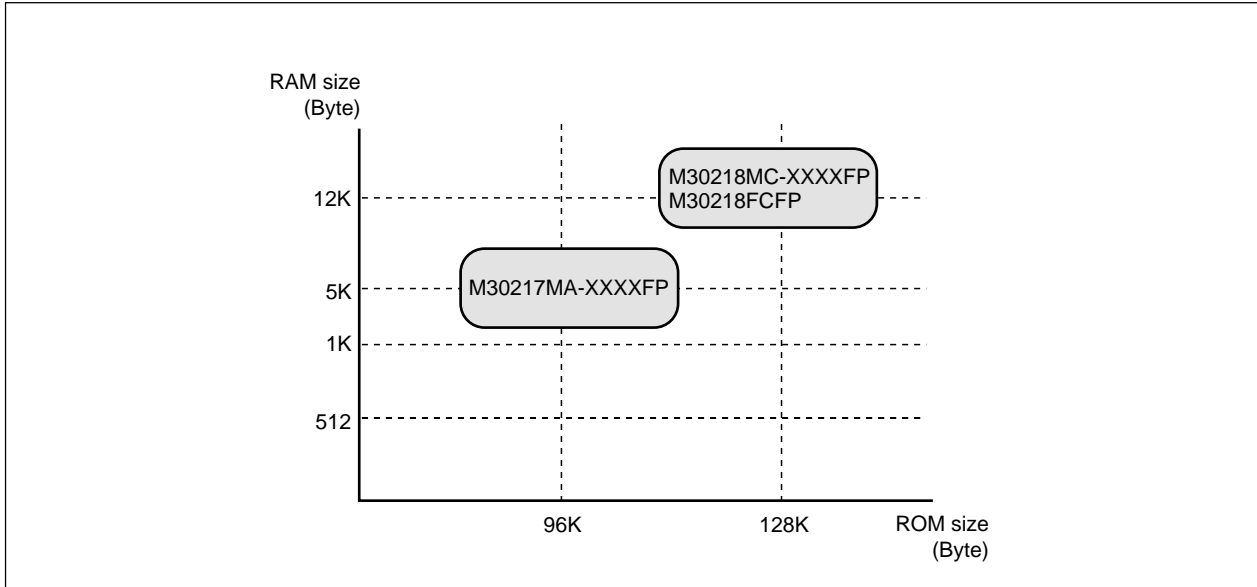 RAM size
(Byte)
12K
M30218MC-XXXXFP
M30218FCFP
5K
M30217MA-XXXXFP
1K
512
96K
128K
ROM size
(Byte)